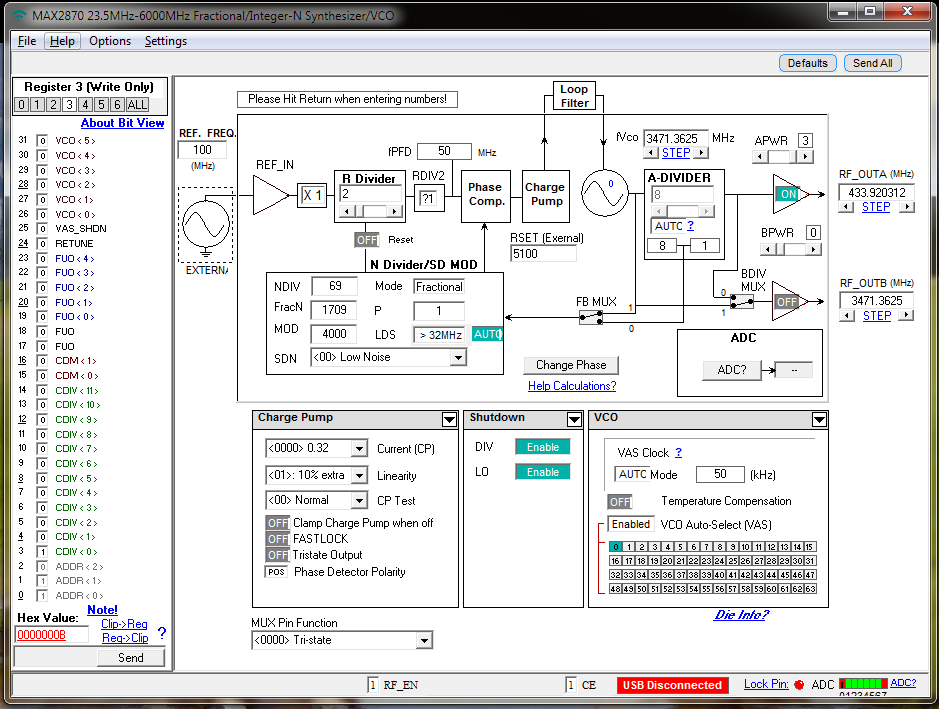 MAX2870 23.5MHz-6000MHz Fractional/Integer-N Synthesizer/VCO
File Help Options Settings
Defaults Send All
Register 3 (Write Only)
0 1 2 3 4 5 6 ALL
About Bit View
31 0 VCO < 5 >
30 0 VCO < 4 >
29 0 VCO < 3 >
28 0 VCO < 2 >
27 0 VCO < 1 >
26 0 VCO < 0 >
25 0 VAS_SHDN
24 0 RETUNE
23 0 FUO < 4 >
22 0 FUO < 3 >
21 0 FUO < 2 >
20 0 FUO < 1 >
19 0 FUO < 0 >
18 0 FUO
17 0 FUO
16 0 CDM < 1 >
15 0 CDM < 0 >
14 0 CDIV < 11 >
13 0 CDIV < 10 >
12 0 CDIV < 9 >
11 0 CDIV < 8 >
10 0 CDIV < 7 >
9 0 CDIV < 6 >
8 0 CDIV < 5 >
7 0 CDIV < 4 >
6 0 CDIV < 3 >
5 0 CDIV < 2 >
4 0 CDIV < 1 >
3 1 CDIV < 0 >
2 0 ADDR < 2 >
1 1 ADDR < 1 >
0 1 ADDR < 0 >
Note!
Hex Value:
Clip->Reg
0000000B
Reg->Clip
?
Send
Please Hit Return when entering numbers!
Loop Filter
REF. FREQ.
100
(MHz)
REF_IN
EXTERNA
X 1
fPFD 50 MHz
R Divider
2
RDIV2
?1
OFF Reset
Phase Comp.
Charge Pump
RSET (Exernal)
5100
fVco 3471.3625 MHz
STEP
0
A-DIVIDER
8
AUTC ?
8 1
APWR 3
ON
RF_OUTA (MHz)
433.920312
STEP
BPWR 0
BDIV MUX
0
1
OFF
RF_OUTB (MHz)
3471.3625
STEP
N Divider/SD MOD
NDIV 69 Mode Fractional
FracN 1709 P 1
MOD 4000 LDS > 32MHz AUTO
SDN <00> Low Noise
FB MUX
1
0
Change Phase
Help Calculations?
ADC
ADC? --
Charge Pump
<0000> 0.32 Current (CP)
<01>: 10% extra Linearity
<00> Normal CP Test
OFF Clamp Charge Pump when off
OFF FASTLOCK
OFF Tristate Output
POS Phase Detector Polarity
Shutdown
DIV Enable
LO Enable
VCO
VAS Clock ?
AUTC Mode 50 (kHz)
OFF Temperature Compensation
Enabled VCO Auto-Select (VAS)
0 1 2 3 4 5 6 7 8 9 10 11 12 13 14 15
16 17 18 19 20 21 22 23 24 25 26 27 28 29 30 31
32 33 34 35 36 37 38 39 40 41 42 43 44 45 46 47
48 49 50 51 52 53 54 55 56 57 58 59 60 61 62 63
Die Info?
MUX Pin Function
<0000> Tri-state
1 RF_EN
1 CE
USB Disconnected
Lock Pin:
ADC
ADC?
01234567